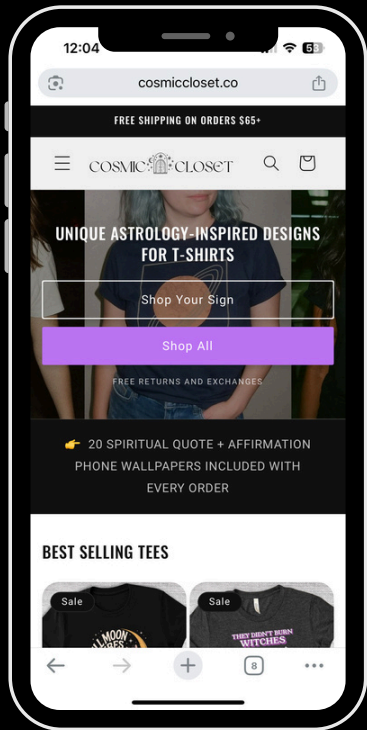 12:04
53
cosmiccloset.co
FREE SHIPPING ON ORDERS $65+
COSMIC CLOSET
UNIQUE ASTROLOGY-INSPIRED DESIGNS
FOR T-SHIRTS
Shop Your Sign
Shop All
FREE RETURNS AND EXCHANGES
👉 20 SPIRITUAL QUOTE + AFFIRMATION
PHONE WALLPAPERS INCLUDED WITH
EVERY ORDER
BEST SELLING TEES
Sale
Sale
MOON
THEY DIDN'T BURN
WITCHES
8